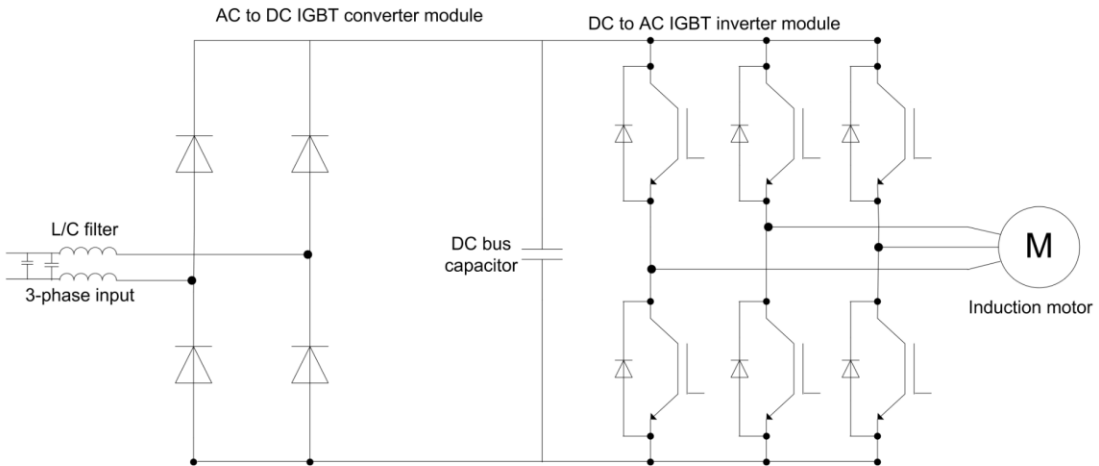 AC to DC IGBT converter module
DC to AC IGBT inverter module
L/C filter
3-phase input
DC bus
capacitor
M
Induction motor